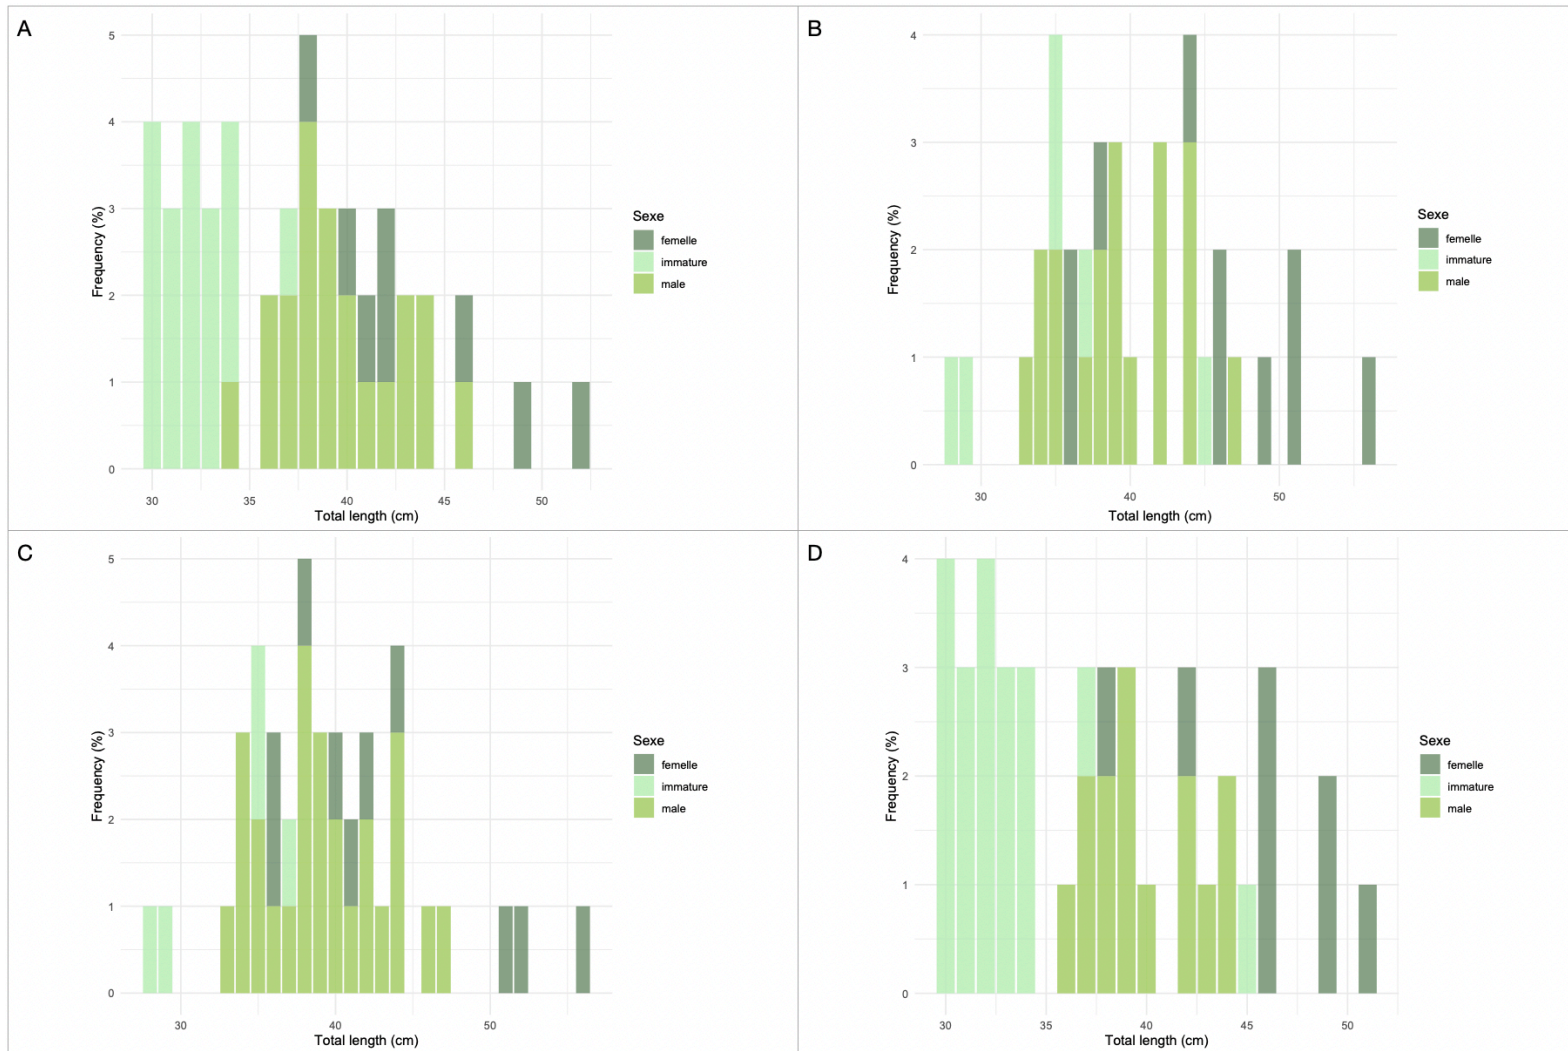 A
Frequency (%)
5
4
3
2
1
0
30
35
40
45
50
Total length (cm)
Sexe
femelle
immature
male
B
Frequency (%)
4
3
2
1
0
30
40
50
Total length (cm)
Sexe
femelle
immature
male
C
Frequency (%)
5
4
3
2
1
0
30
40
50
Total length (cm)
Sexe
femelle
immature
male
D
Frequency (%)
4
3
2
1
0
30
35
40
45
50
Total length (cm)
Sexe
femelle
immature
male